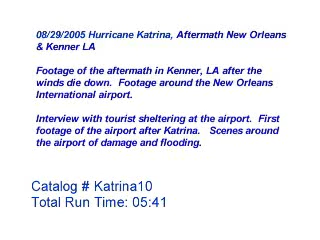 08/29/2005 Hurricane Katrina, Aftermath New Orleans
& Kenner LA
Footage of the aftermath in Kenner, LA after the
winds die down. Footage around the New Orleans
International airport.
Interview with tourist sheltering at the airport. First
footage of the airport after Katrina. Scenes around
the airport of damage and flooding.
Catalog # Katrina10
Total Run Time: 05:41